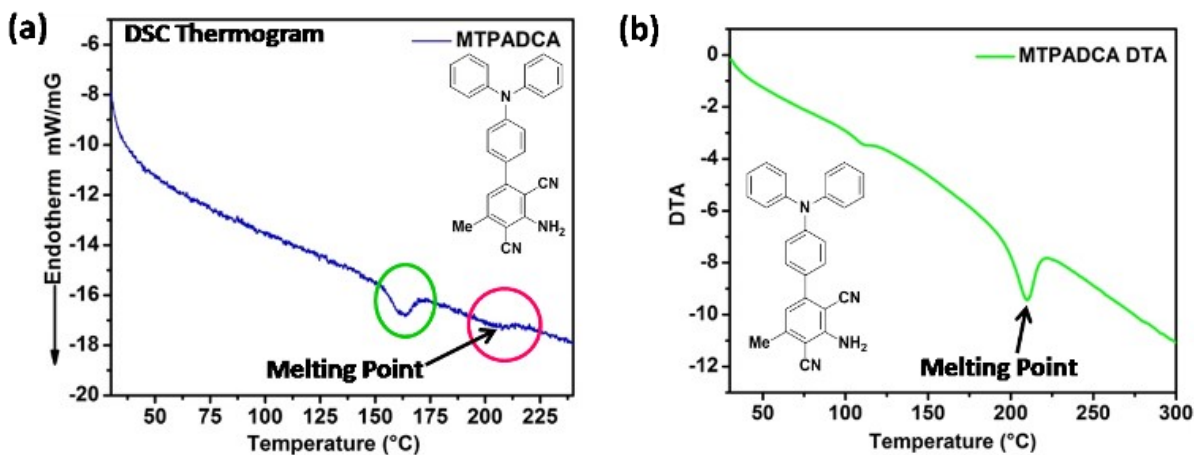 (a)
DSC Thermogram
MTPADCA
N
CN
Me
NH2
CN
Melting Point
Endotherm mW/mG
-6
-8
-10
-12
-14
-16
-18
-20
50
75
100
125
150
175
200
225
Temperature (°C)
(b)
MTPADCA DTA
N
CN
Me
NH2
CN
Melting Point
DTA
0
-2
-4
-6
-8
-10
-12
50
100
150
200
250
300
Temperature (°C)